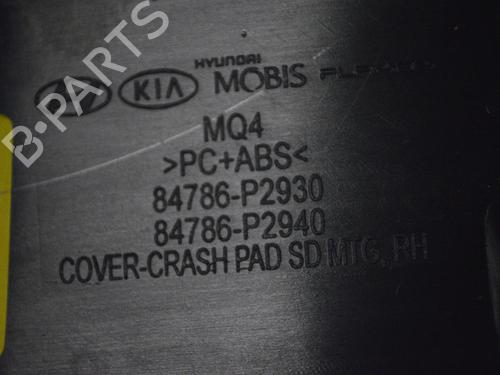 B-PARTS
KIA
HYUNDAI
MOBIS
MQ4
>PC+ABS<
84786-P2930
84786-P2940
COVER-CRASH PAD SD MTG, RH